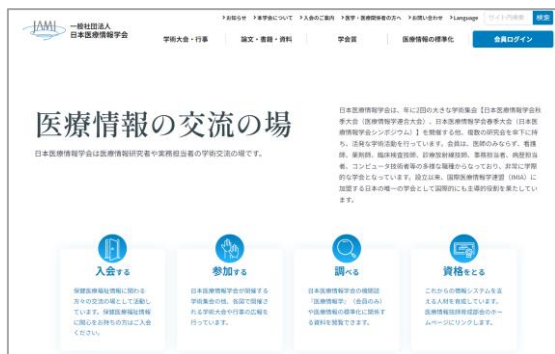 JAMI
一般社団法人
日本医療情報学会
お知らせ 本学会について 入会のご案内 医学・医療関係者の方へ お問い合わせ Language サイト内検索 検索
学術大会・行事 論文・書籍・資料 学会賞 医療情報の標準化 会員ログイン
医療情報の交流の場
日本医療情報学会は医療情報研究者や実務担当者の学術交流の場です。
日本医療情報学会は、年に2回の大きな学術集会【日本医療情報学会秋
季大会（医療情報学連合大会）、日本医療情報学会春季大会（日本医
療情報学会シンポジウム）】を開催する他、複数の研究会を傘下に持
ち、活発な学術活動を行っています。会員は、医師のみならず、看護
師、薬剤師、臨床検査技師、診療放射線技師、事務担当者、病歴担当
者、コンピュータ技術者等の多様な職種からなっており、非常に学際
的な学会となっています。設立以来、国際医療情報学連盟（IMIA）に
加盟する日本の唯一の学会として国際的にも主導的役割を果たしてい
ます。
入会する
保健医療福祉情報に関わる
方々の交流の場として活動し
ています。保健医療福祉情報
に関心をお持ちの方はご入会
ください。
参加する
日本医療情報学会が開催する
学術集会の他、各国で開催さ
れる学術大会や行事の広報を
行っています。
調べる
日本医療情報学会の機関誌
「医療情報学」（会員のみ）
や医療情報の標準化に関係す
る資料を閲覧できます。
資格をとる
これからの情報システムを支
える人材を育成しています。
医療情報技師育成部会のホー
ムページにリンクします。